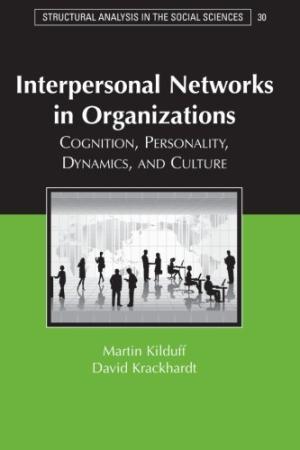 STRUCTURAL ANALYSIS IN THE SOCIAL SCIENCES 30
Interpersonal Networks
in Organizations
COGNITION, PERSONALITY,
DYNAMICS, AND CULTURE
Martin Kilduff
David Krackhardt